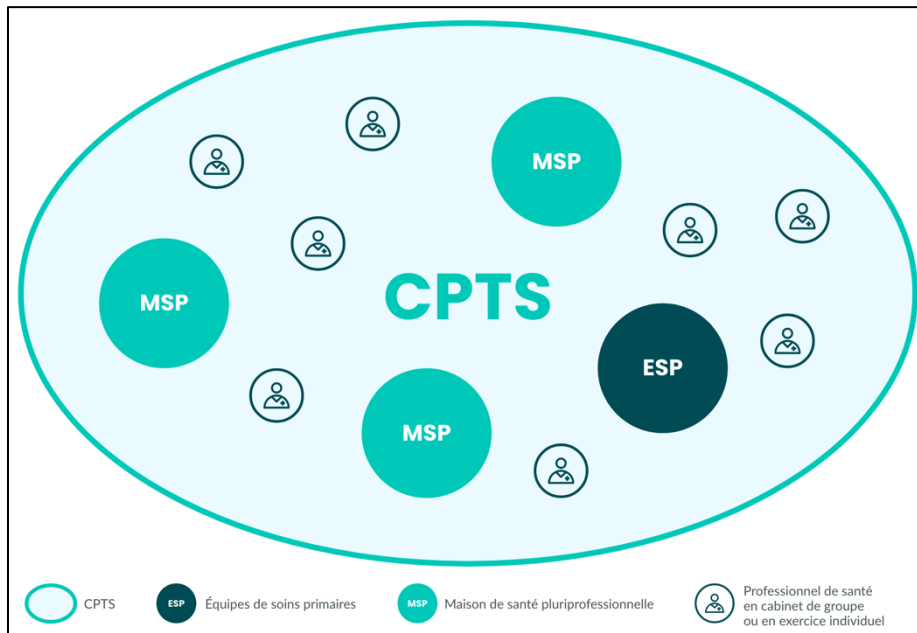 MSP
MSP
CPTS
ESP
MSP
CPTS
ESP
Équipes de soins primaires
MSP
Maison de santé pluriprofessionnelle
Professionnel de santé
en cabinet de groupe
ou en exercice individuel